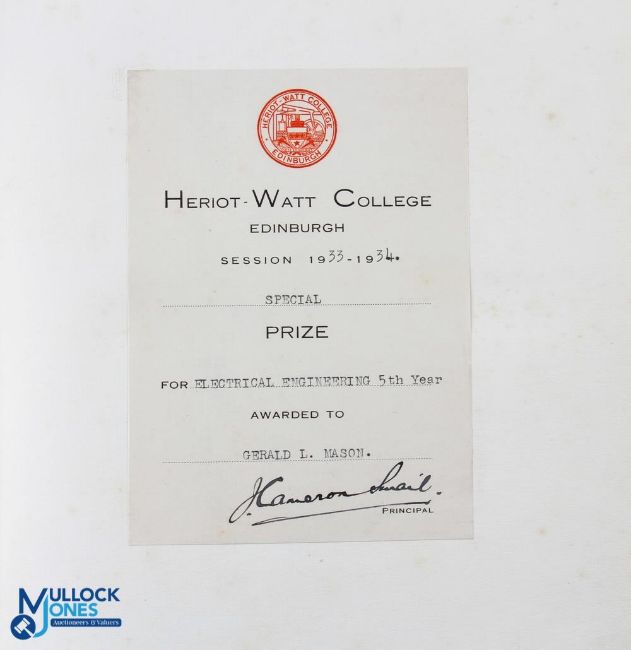 HERIOT-WATT COLLEGE
EDINBURGH
HERIOT-WATT COLLEGE
EDINBURGH
SESSION 1933-1934.
SPECIAL
PRIZE
FOR ELECTRICAL ENGINEERING 5th Year
AWARDED TO
GERALD L. MASON.
J Cameron Smail.
PRINCIPAL
MULLOCK
JONES
Auctioneers & Valuers